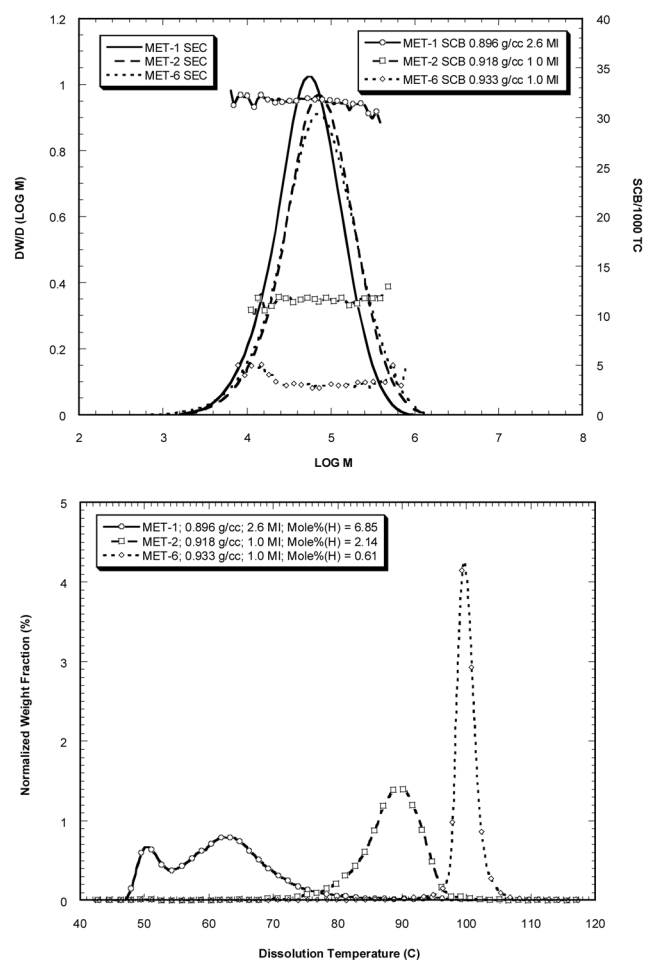 1.2
1
0.8
0.6
0.4
0.2
0
DW/D (LOG M)
MET-1 SEC
MET-2 SEC
MET-6 SEC
MET-1 SCB 0.896 g/cc 2.6 MI
MET-2 SCB 0.918 g/cc 1.0 MI
MET-6 SCB 0.933 g/cc 1.0 MI
40
35
30
25
20
15
10
5
0
SCB/1000 TC
2 3 4 5 6 7 8
LOG M
5
4
3
2
1
0
Normalized Weight Fraction (%)
MET-1; 0.896 g/cc; 2.6 MI; Mole%(H) = 6.85
MET-2; 0.918 g/cc; 1.0 MI; Mole%(H) = 2.14
MET-6; 0.933 g/cc; 1.0 MI; Mole%(H) = 0.61
40 50 60 70 80 90 100 110 120
Dissolution Temperature (C)